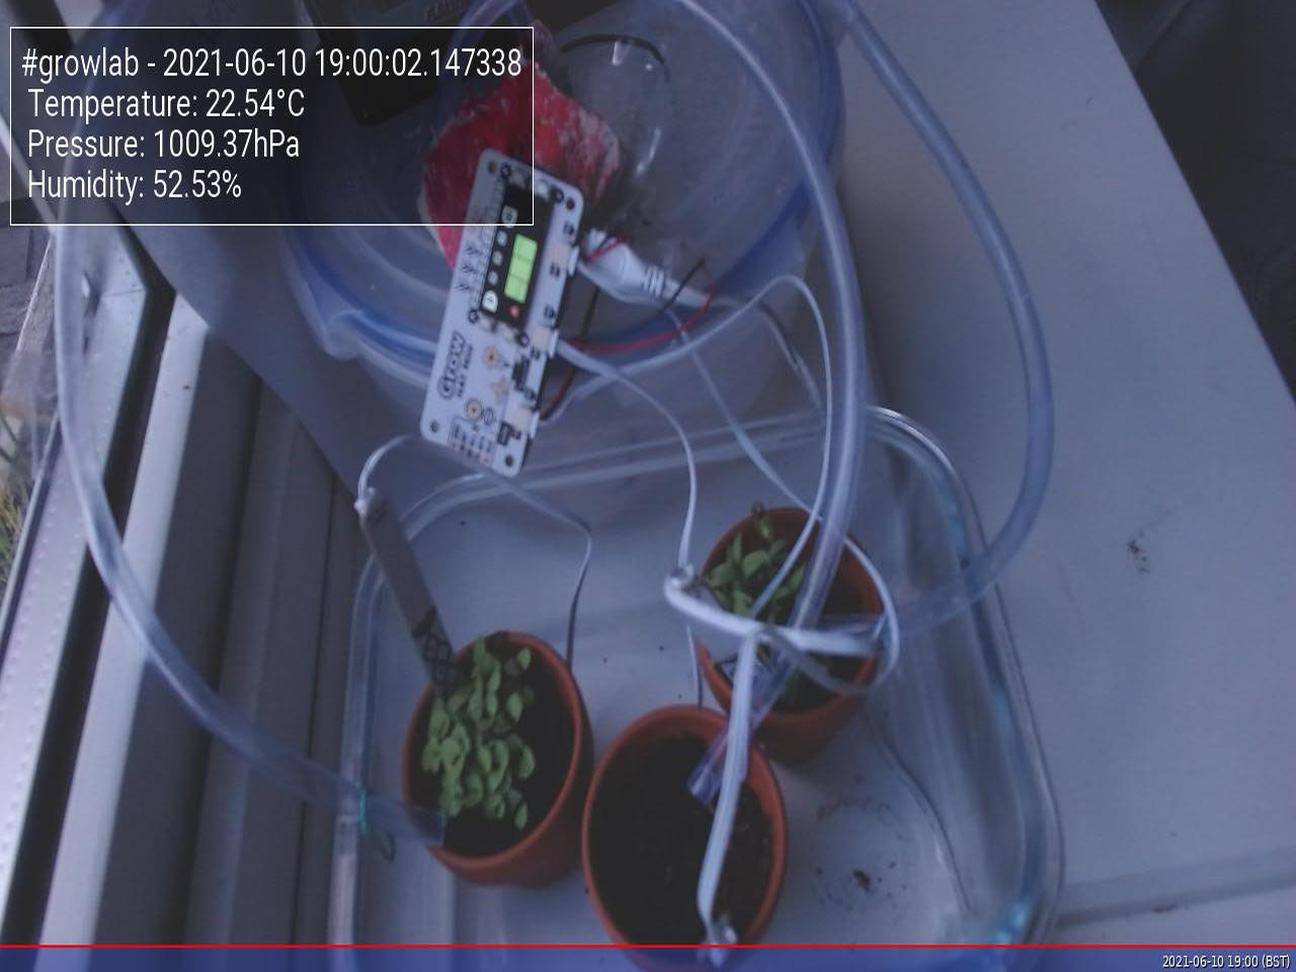 #growlab - 2021-06-10 19:00:02.147338
Temperature: 22.54°C
Pressure: 1009.37hPa
Humidity: 52.53%
Grow
2021-06-10 19:00 (BST)